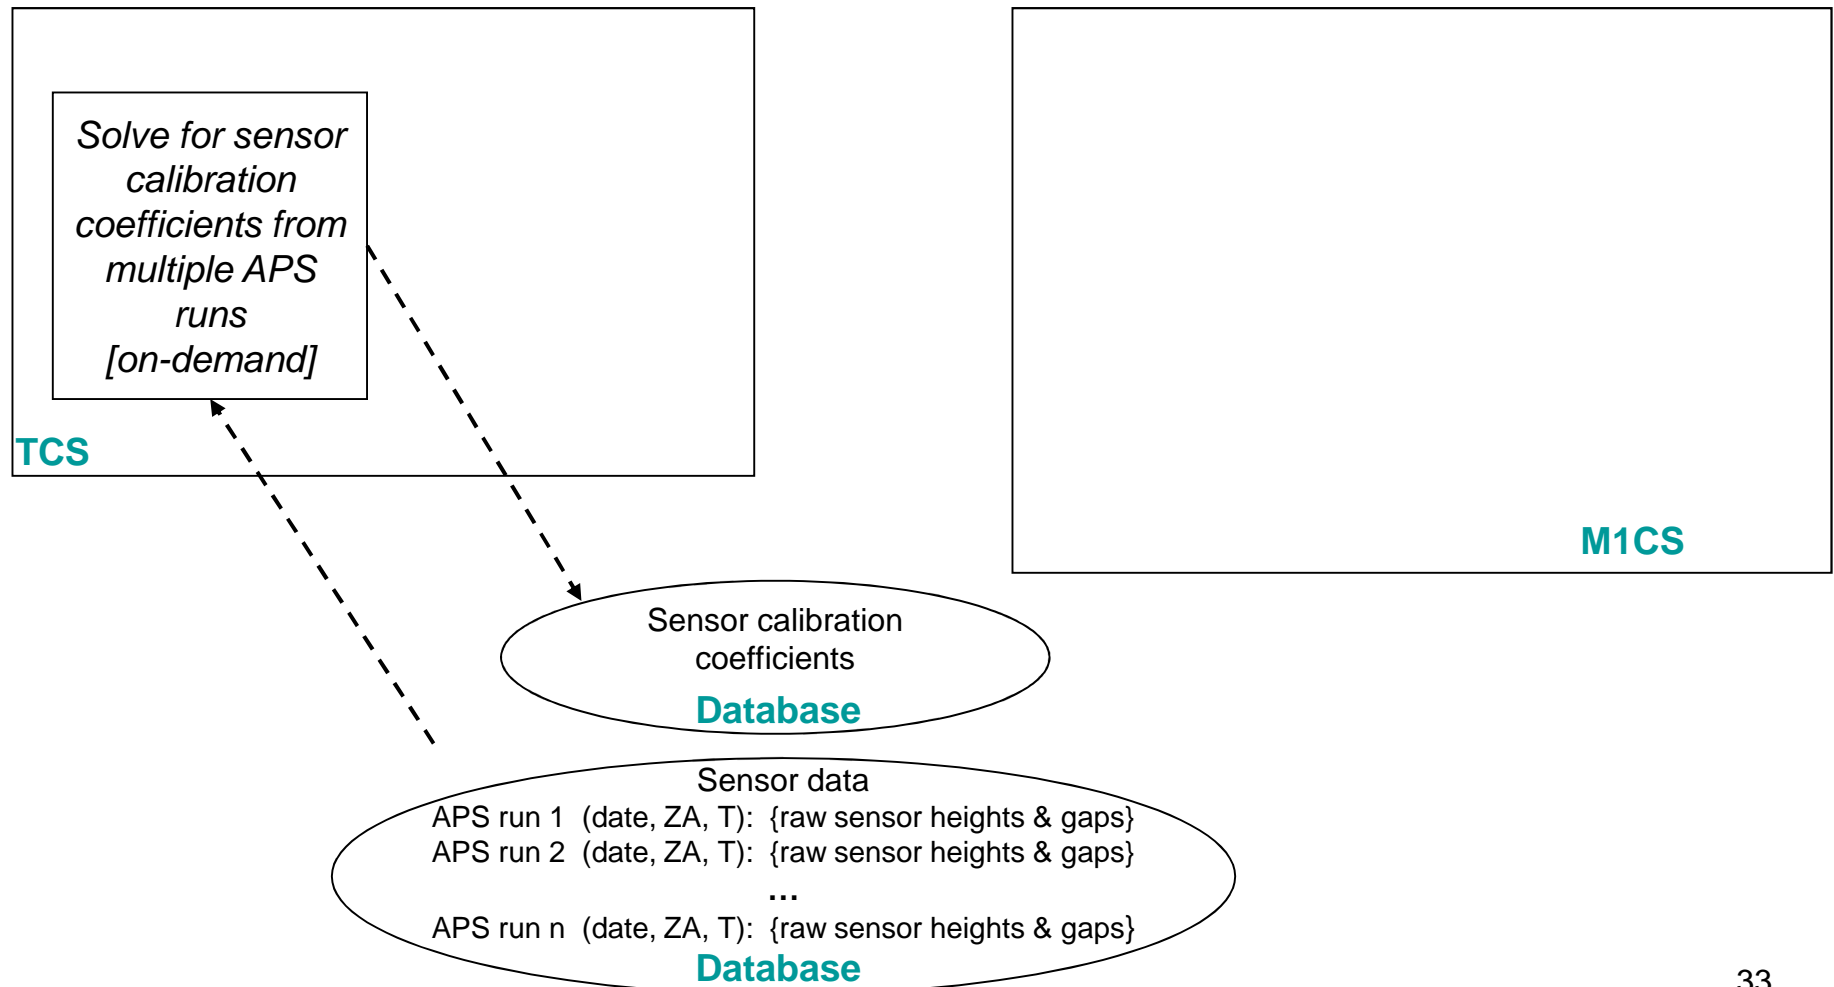 Solve for sensor
calibration
coefficients from
multiple APS
runs
[on-demand]
TCS
M1CS
Sensor calibration
coefficients
Database
Sensor data
APS run 1 (date, ZA, T): {raw sensor heights & gaps}
APS run 2 (date, ZA, T): {raw sensor heights & gaps}
...
APS run n (date, ZA, T): {raw sensor heights & gaps}
Database
33